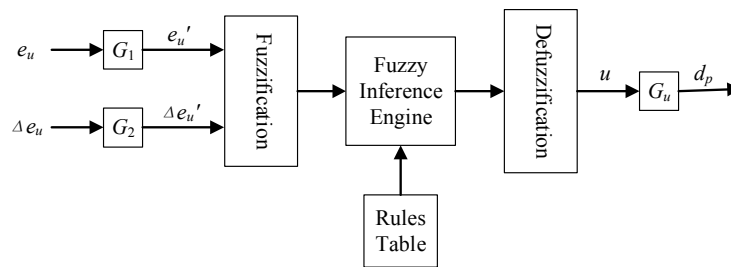 e_u
G_1
e_u′
Δe_u
G_2
Δe_u′
Fuzzification
Fuzzy
Inference
Engine
Rules
Table
Defuzzification
u
G_u
d_p